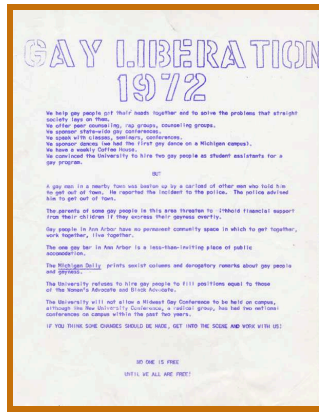 GAY LIBERATION
1972
We help gay people get their heads together and to solve the problems that straight
society lays on them.
We offer peer counseling, rap groups, counseling groups.
We sponsor state-wide gay conferences.
We speak with classes, seminars, conferences.
We sponsor dances (we had the first gay dance on a Michigan campus).
We have a weekly Coffee House.
We convinced the University to hire two gay people as student assistants for a
gay program.
BUT
A gay man in a nearby town was beaten up by a carload of other men who told him
to get out of town. He reported the incident to the police. The police advised
him to get out of town.
The parents of some gay people in this area threaten to withhold financial support
from their children if they express their gayness overtly.
Gay people in Ann Arbor have no permanent community space in which to get together,
work together, live together.
The one gay bar in Ann Arbor is a less-than-inviting place of public
accomodation.
The Michigan Daily prints sexist columns and derogatory remarks about gay people
and gayness.
The University refuses to hire gay people to fill positions equal to those
of the Women's Advocate and Black Advocate.
The University will not allow a Midwest Gay Conference to be held on campus,
although the New University Conference, a radical group, has had two national
conferences on campus within the past two years.
IF YOU THINK SOME CHANGES SHOULD BE MADE, GET INTO THE SCENE AND WORK WITH US!
NO ONE IS FREE
UNTIL WE ALL ARE FREE!